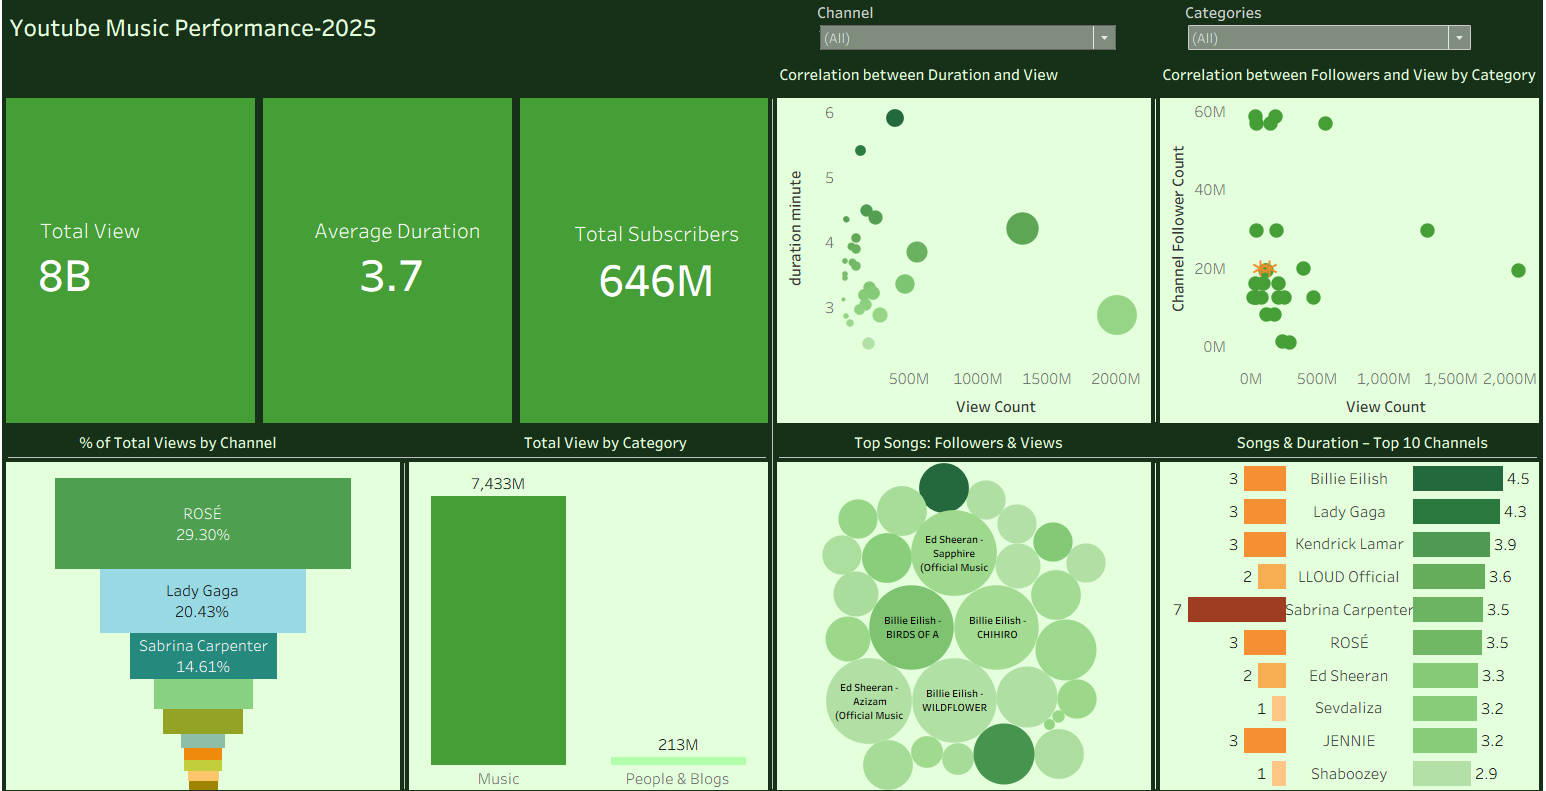 Youtube Music Performance-2025
Channel
(All)
Categories
(All)
Total View
8B
Average Duration
3.7
Total Subscribers
646M
Correlation between Duration and View
duration minute
6
5
4
3
500M
1000M
1500M
2000M
View Count
Correlation between Followers and View by Category
Channel Follower Count
60M
40M
20M
0M
0M
500M
1,000M
1,500M
2,000M
View Count
% of Total Views by Channel
ROSÉ
29.30%
Lady Gaga
20.43%
Sabrina Carpenter
14.61%
Total View by Category
7,433M
213M
Music
People & Blogs
Top Songs: Followers & Views
Ed Sheeran -
Sapphire
(Official Music
Billie Eilish -
BIRDS OF A
Billie Eilish -
CHIHIRO
Ed Sheeran -
Azizam
(Official Music
Billie Eilish -
WILDFLOWER
Songs & Duration – Top 10 Channels
3 Billie Eilish 4.5
3 Lady Gaga 4.3
3 Kendrick Lamar 3.9
2 LLOUD Official 3.6
7 Sabrina Carpenter 3.5
3 ROSÉ 3.5
2 Ed Sheeran 3.3
1 Sevdaliza 3.2
3 JENNIE 3.2
1 Shaboozey 2.9